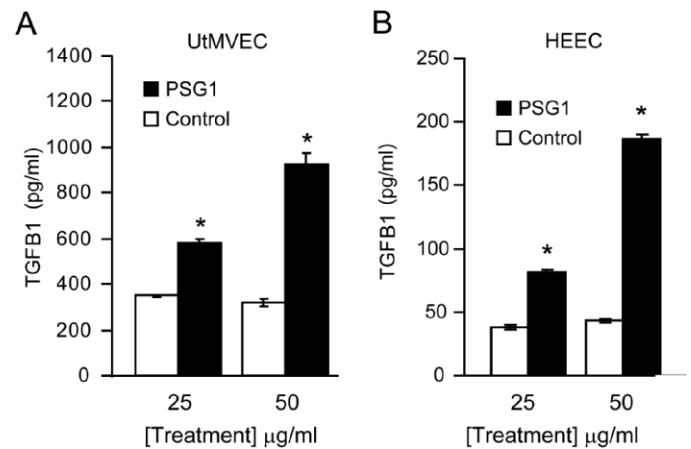 A
UtMVEC
1400
1200
1000
800
600
400
200
0
TGFB1 (pg/ml)
PSG1
Control
*
*
25
50
[Treatment] μg/ml
B
HEEC
250
200
150
100
50
0
TGFB1 (pg/ml)
PSG1
Control
*
*
25
50
[Treatment] μg/ml